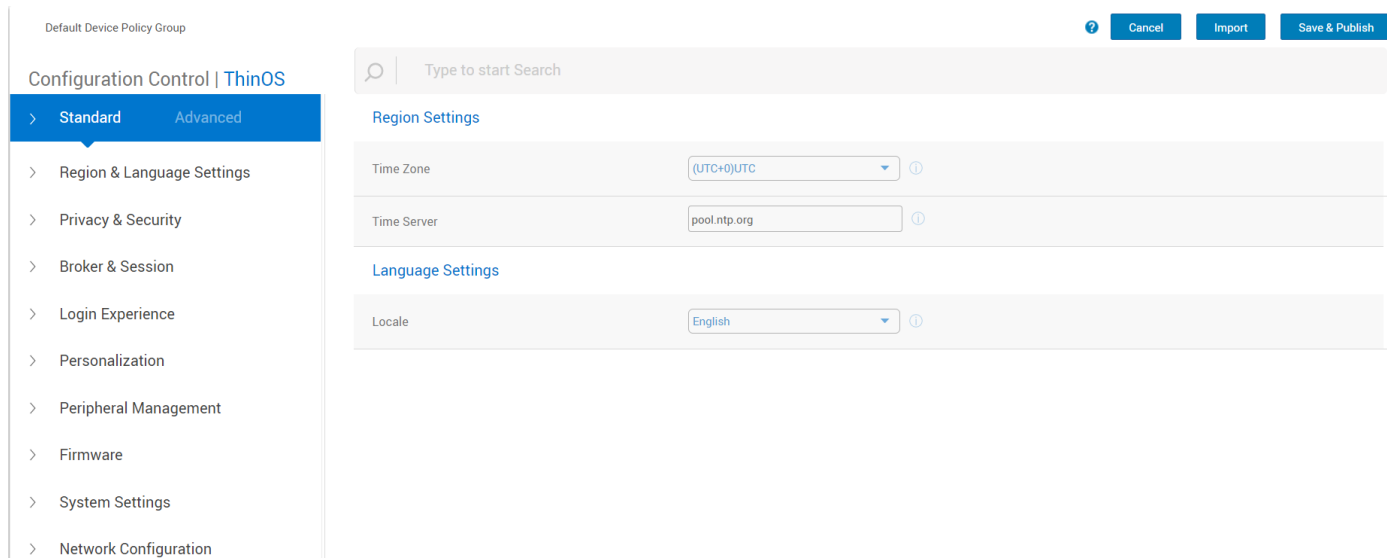 Default Device Policy Group
Cancel
Import
Save & Publish
Configuration Control | ThinOS
Type to start Search
Standard Advanced
Region & Language Settings
Privacy & Security
Broker & Session
Login Experience
Personalization
Peripheral Management
Firmware
System Settings
Network Configuration
Region Settings
Time Zone (UTC+0)UTC
Time Server pool.ntp.org
Language Settings
Locale English